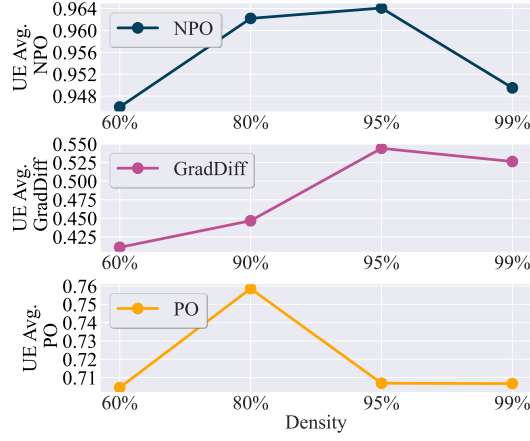 UE Avg.
NPO
0.964
0.960
0.956
0.952
0.948
NPO
60%
80%
95%
99%
UE Avg.
GradDiff
0.550
0.525
0.500
0.475
0.450
0.425
GradDiff
60%
90%
95%
99%
UE Avg.
PO
0.76
0.74
0.73
0.72
0.71
PO
60%
80%
95%
99%
Density